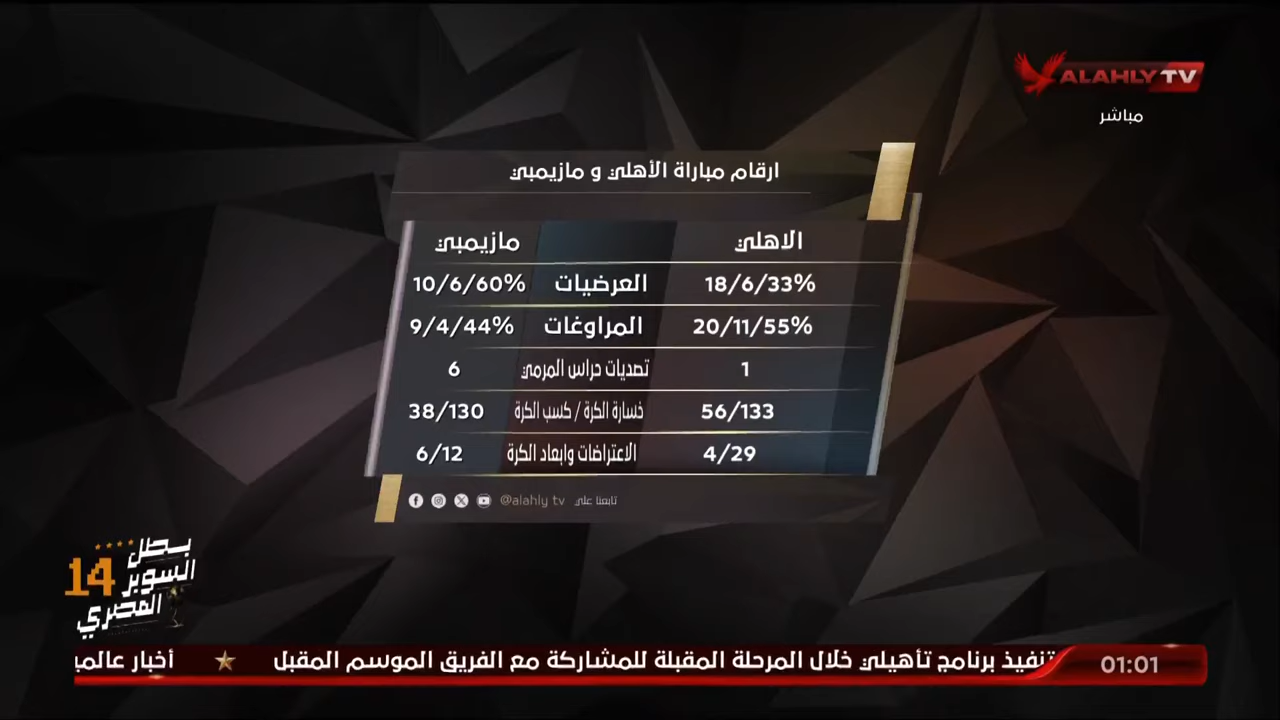 ALAHLY TV
مباشر
ارقام مباراة الأهلي و مازيمبي
الاهلي مازيمبي
18/6/33% العرضيات 10/6/60%
20/11/55% المراوغات 9/4/44%
1 تصديات حراس المرمي 6
56/133 خسارة الكرة / كسب الكرة 38/130
4/29 الاعتراضات وابعاد الكرة 6/12
تابعنا علي @alahly tv
بطل
السوبر 14
المصري
01:01 تنفيذ برنامج تأهيلي خلال المرحلة المقبلة للمشاركة مع الفريق الموسم المقبل أخبار